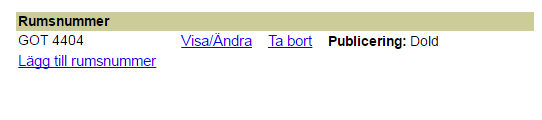 Rumsnummer
GOT 4404 Visa/Ändra Ta bort Publicering: Dold
Lägg till rumsnummer